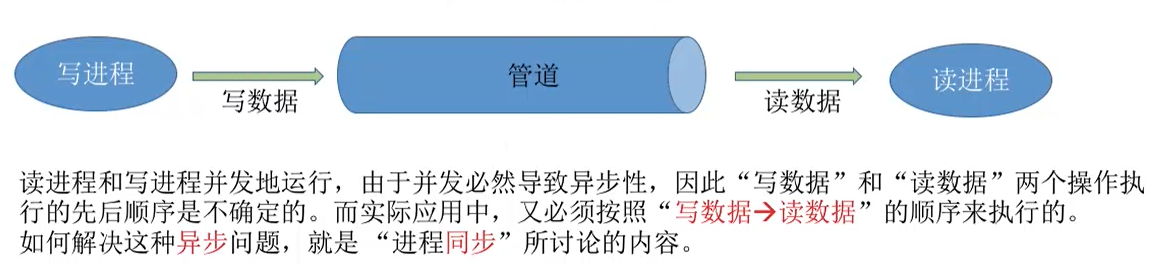 写进程
写数据
管道
读数据
读进程
读进程和写进程并发地运行，由于并发必然导致异步性，因此“写数据”和“读数据”两个操作执
行的先后顺序是不确定的。而实际应用中，又必须按照“写数据→读数据”的顺序来执行的。
如何解决这种异步问题，就是 “进程同步”所讨论的内容。